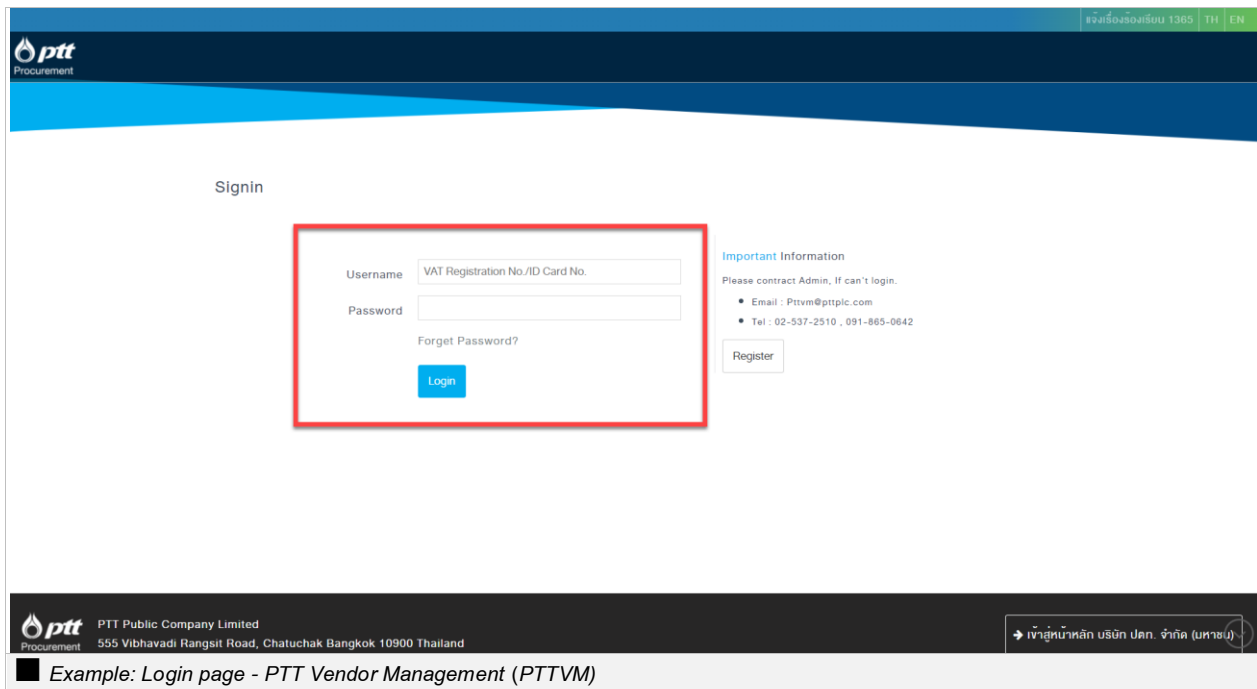 แจ้งเรื่องร้องเรียน 1365 TH EN
ptt
Procurement
Signin
Username VAT Registration No./ID Card No.
Password
Forget Password?
Login
Important Information
Please contract Admin, If can't login.
Email : Pttvm@pttplc.com
Tel : 02-537-2510 , 091-865-0642
Register
ptt
Procurement
PTT Public Company Limited
555 Vibhavadi Rangsit Road, Chatuchak Bangkok 10900 Thailand
เข้าสู่หน้าหลัก บริษัท ปตท. จำกัด (มหาชน)
Example: Login page - PTT Vendor Management (PTTVM)